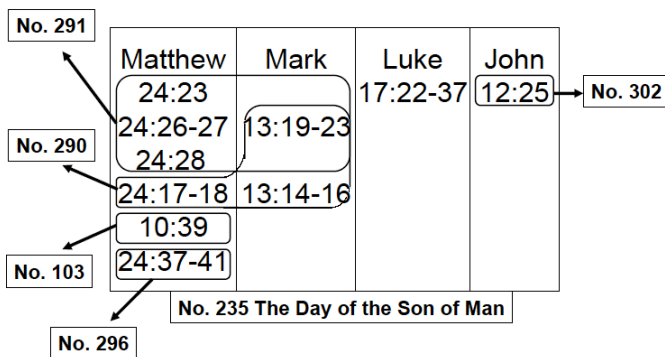 No. 291
Matthew Mark Luke John
24:23 17:22-37 12:25 No. 302
24:26-27 13:19-23
No. 290
24:28
24:17-18 13:14-16
10:39
No. 103
24:37-41
No. 235 The Day of the Son of Man
No. 296